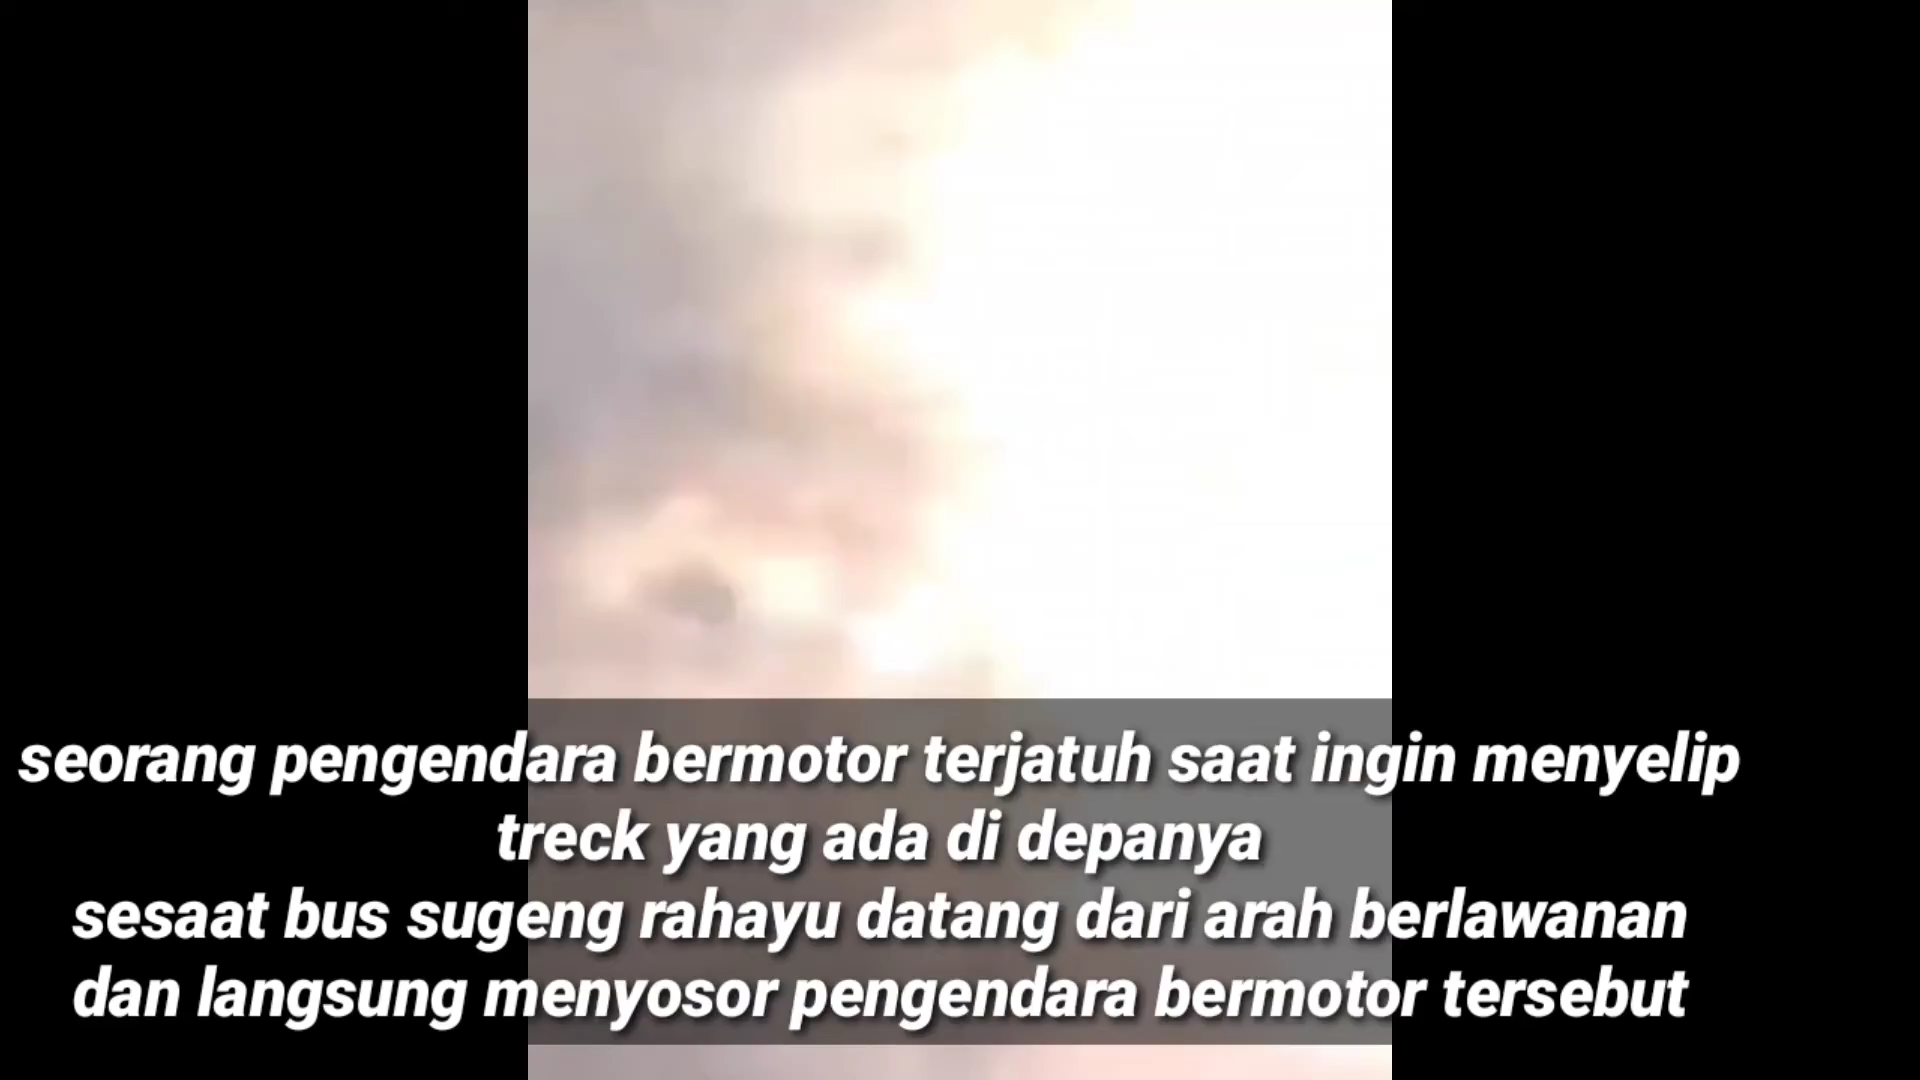 seorang pengendara bermotor terjatuh saat ingin menyelip
treck yang ada di depanya
sesaat bus sugeng rahayu datang dari arah berlawanan
dan langsung menyosor pengendara bermotor tersebut